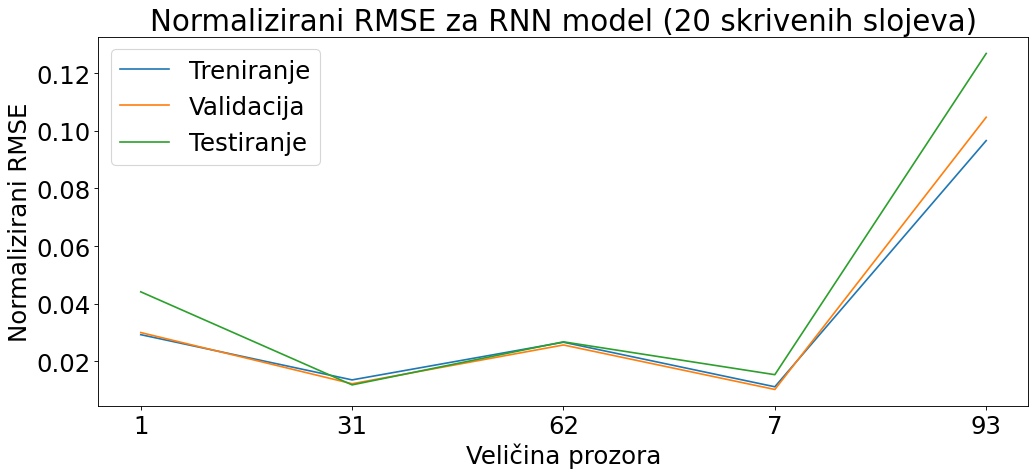 Normalizirani RMSE za RNN model (20 skrivenih slojeva)
Treniranje
Validacija
Testiranje
Normalizirani RMSE
0.12
0.10
0.08
0.06
0.04
0.02
1 31 62 7 93
Veličina prozora